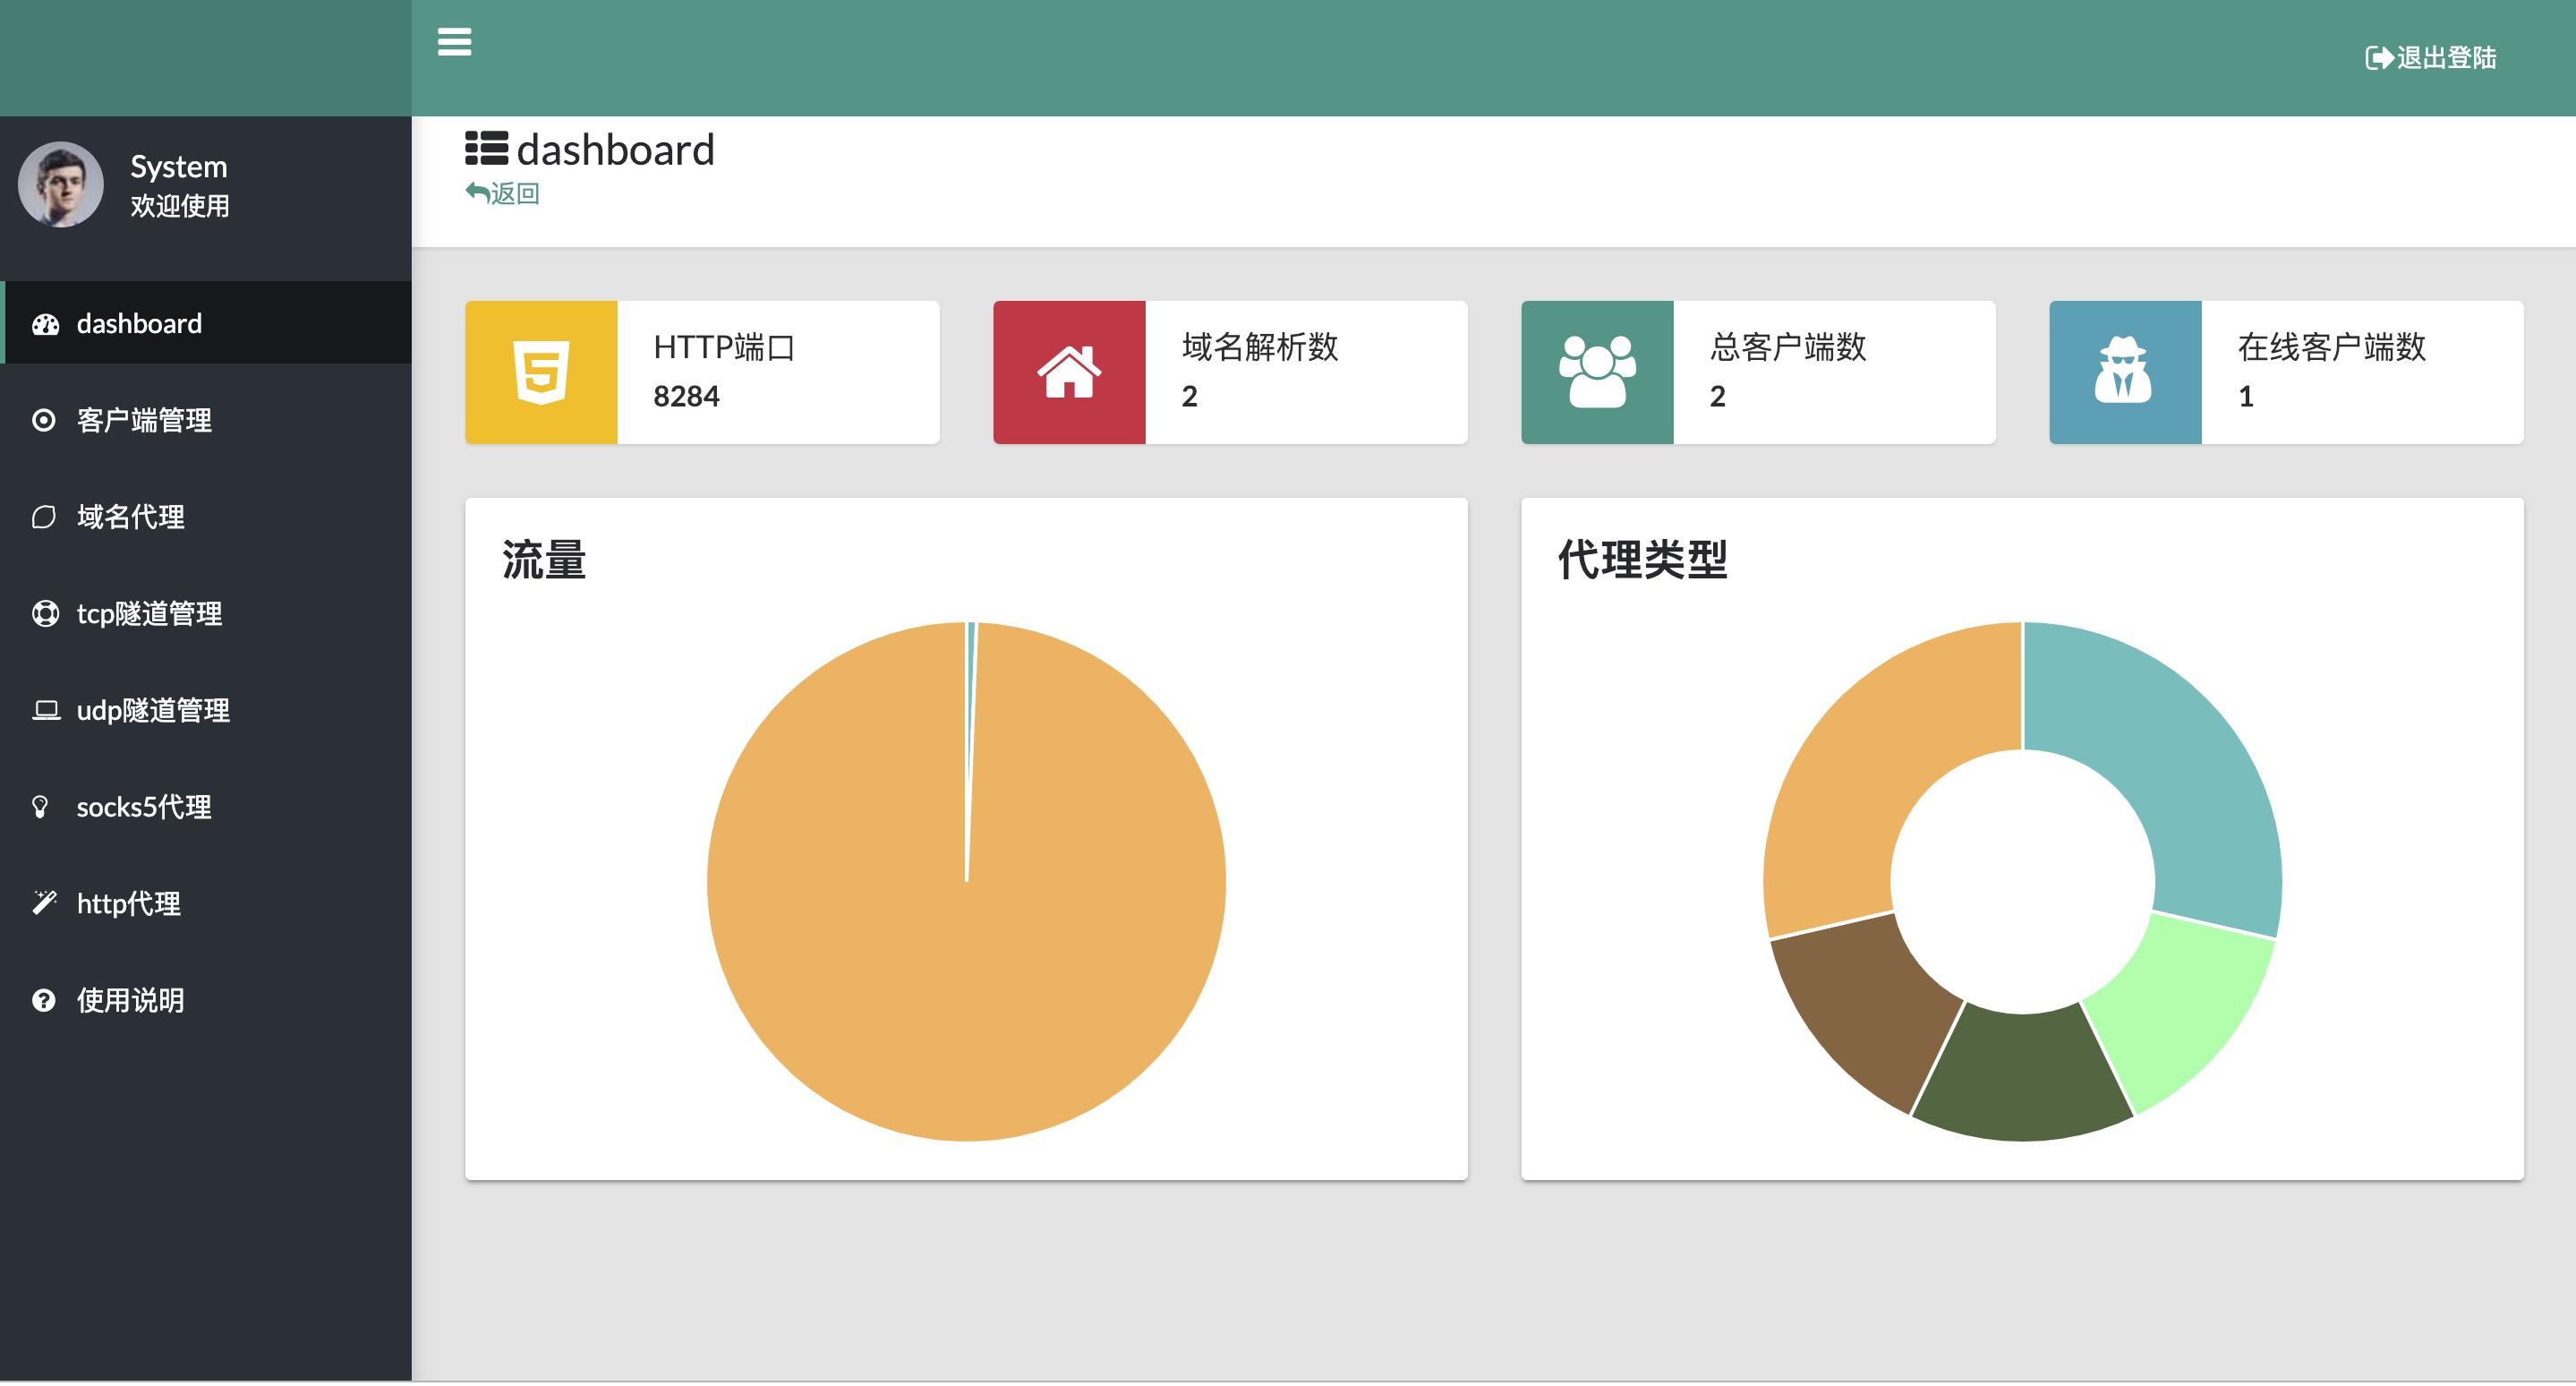 退出登陆
System
欢迎使用
dashboard
客户端管理
域名代理
tcp隧道管理
udp隧道管理
socks5代理
http代理
使用说明
dashboard
返回
HTTP端口
8284
域名解析数
2
总客户端数
2
在线客户端数
1
流量
代理类型